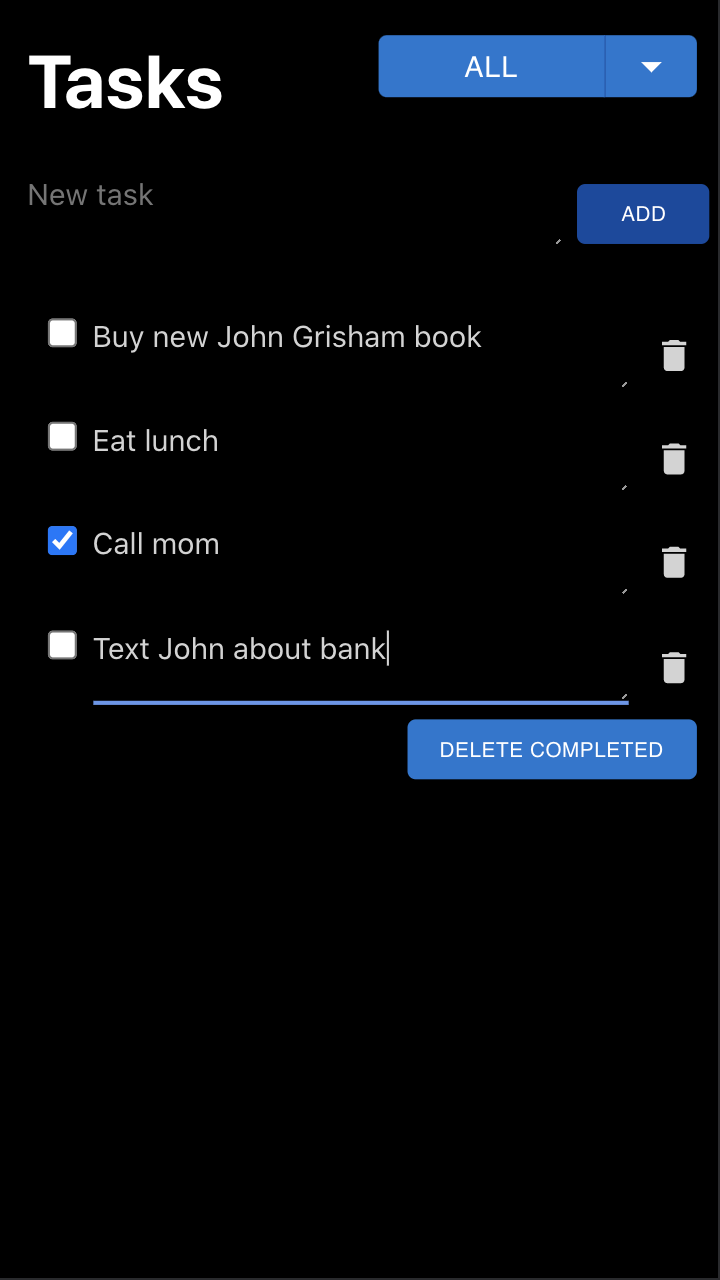 Tasks
ALL
New task
ADD
Buy new John Grisham book
Eat lunch
Call mom
Text John about bank
DELETE COMPLETED